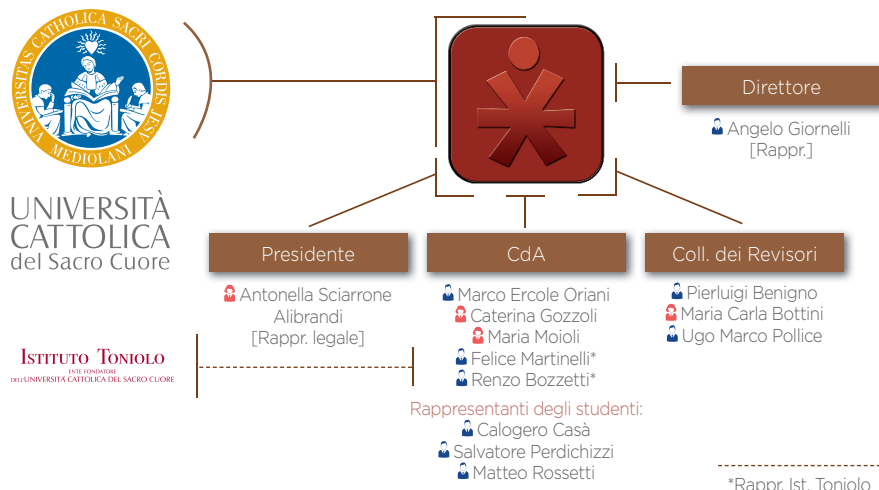 UNIVERSITAS CATHOLICA SACRI CORDIS JESV
MEDIOLANI
UNIVERSITÀ
CATTOLICA
del Sacro Cuore
ISTITUTO TONIOLO
ENTE FONDATORE
DELL'UNIVERSITÀ CATTOLICA DEL SACRO CUORE
Direttore
Angelo Giornelli
[Rappr.]
Presidente
Antonella Sciarrone
Alibrandi
[Rappr. legale]
CdA
Marco Ercole Oriani
Caterina Gozzoli
Maria Moioli
Felice Martinelli*
Renzo Bozzetti*
Rappresentanti degli studenti:
Calogero Casà
Salvatore Perdichizzi
Matteo Rossetti
Coll. dei Revisori
Pierluigi Benigno
Maria Carla Bottini
Ugo Marco Pollice
*Rappr. Ist. Toniolo